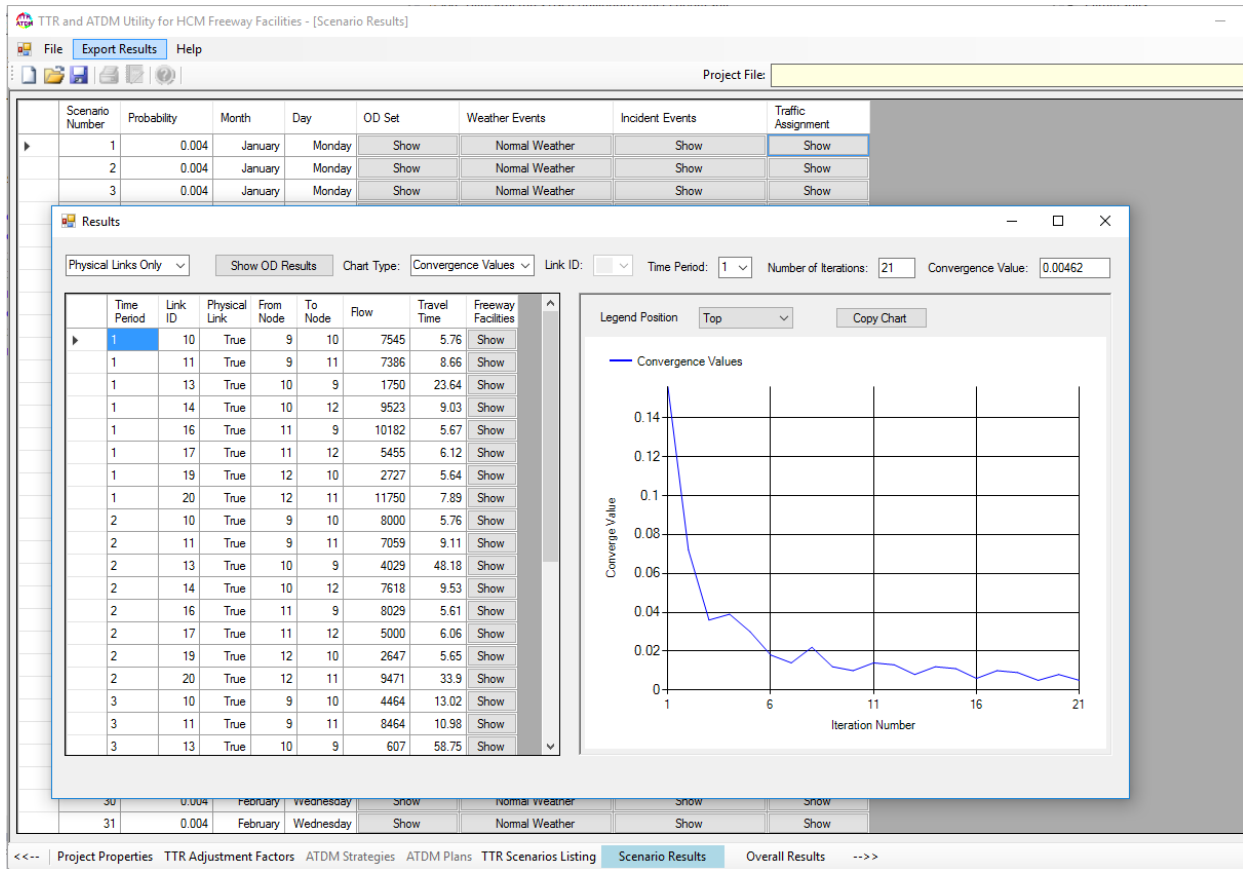 TTR and ATDM Utility for HCM Freeway Facilities - [Scenario Results]
File Export Results Help
Project File:
Scenario Number Probability Month Day OD Set Weather Events Incident Events Traffic Assignment
1 0.004 January Monday Show Normal Weather Show Show
2 0.004 January Monday Show Normal Weather Show Show
3 0.004 January Monday Show Normal Weather Show Show
Results
Physical Links Only Show OD Results Chart Type: Convergence Values Link ID: Time Period: 1 Number of Iterations: 21 Convergence Value: 0.00462
Time Period Link ID Physical Link From Node To Node Flow Travel Time Freeway Facilities
1 10 True 9 10 7545 5.76 Show
1 11 True 9 11 7386 8.66 Show
1 13 True 10 9 1750 23.64 Show
1 14 True 10 12 9523 9.03 Show
1 16 True 11 9 10182 5.67 Show
1 17 True 11 12 5455 6.12 Show
1 19 True 12 10 2727 5.64 Show
1 20 True 12 11 11750 7.89 Show
2 10 True 9 10 8000 5.76 Show
2 11 True 9 11 7059 9.11 Show
2 13 True 10 9 4029 48.18 Show
2 14 True 10 12 7618 9.53 Show
2 16 True 11 9 8029 5.61 Show
2 17 True 11 12 5000 6.06 Show
2 19 True 12 10 2647 5.65 Show
2 20 True 12 11 9471 33.9 Show
3 10 True 9 10 4464 13.02 Show
3 11 True 9 11 8464 10.98 Show
3 13 True 10 9 607 58.75 Show
Legend Position Top Copy Chart
Convergence Values
0.14
0.12
0.1
0.08
0.06
0.04
0.02
0
Converge Value
1 6 11 16 21
Iteration Number
30 0.004 February Wednesday Show Normal Weather Show Show
31 0.004 February Wednesday Show Normal Weather Show Show
<<-- Project Properties TTR Adjustment Factors ATDM Strategies ATDM Plans TTR Scenarios Listing Scenario Results Overall Results -->>